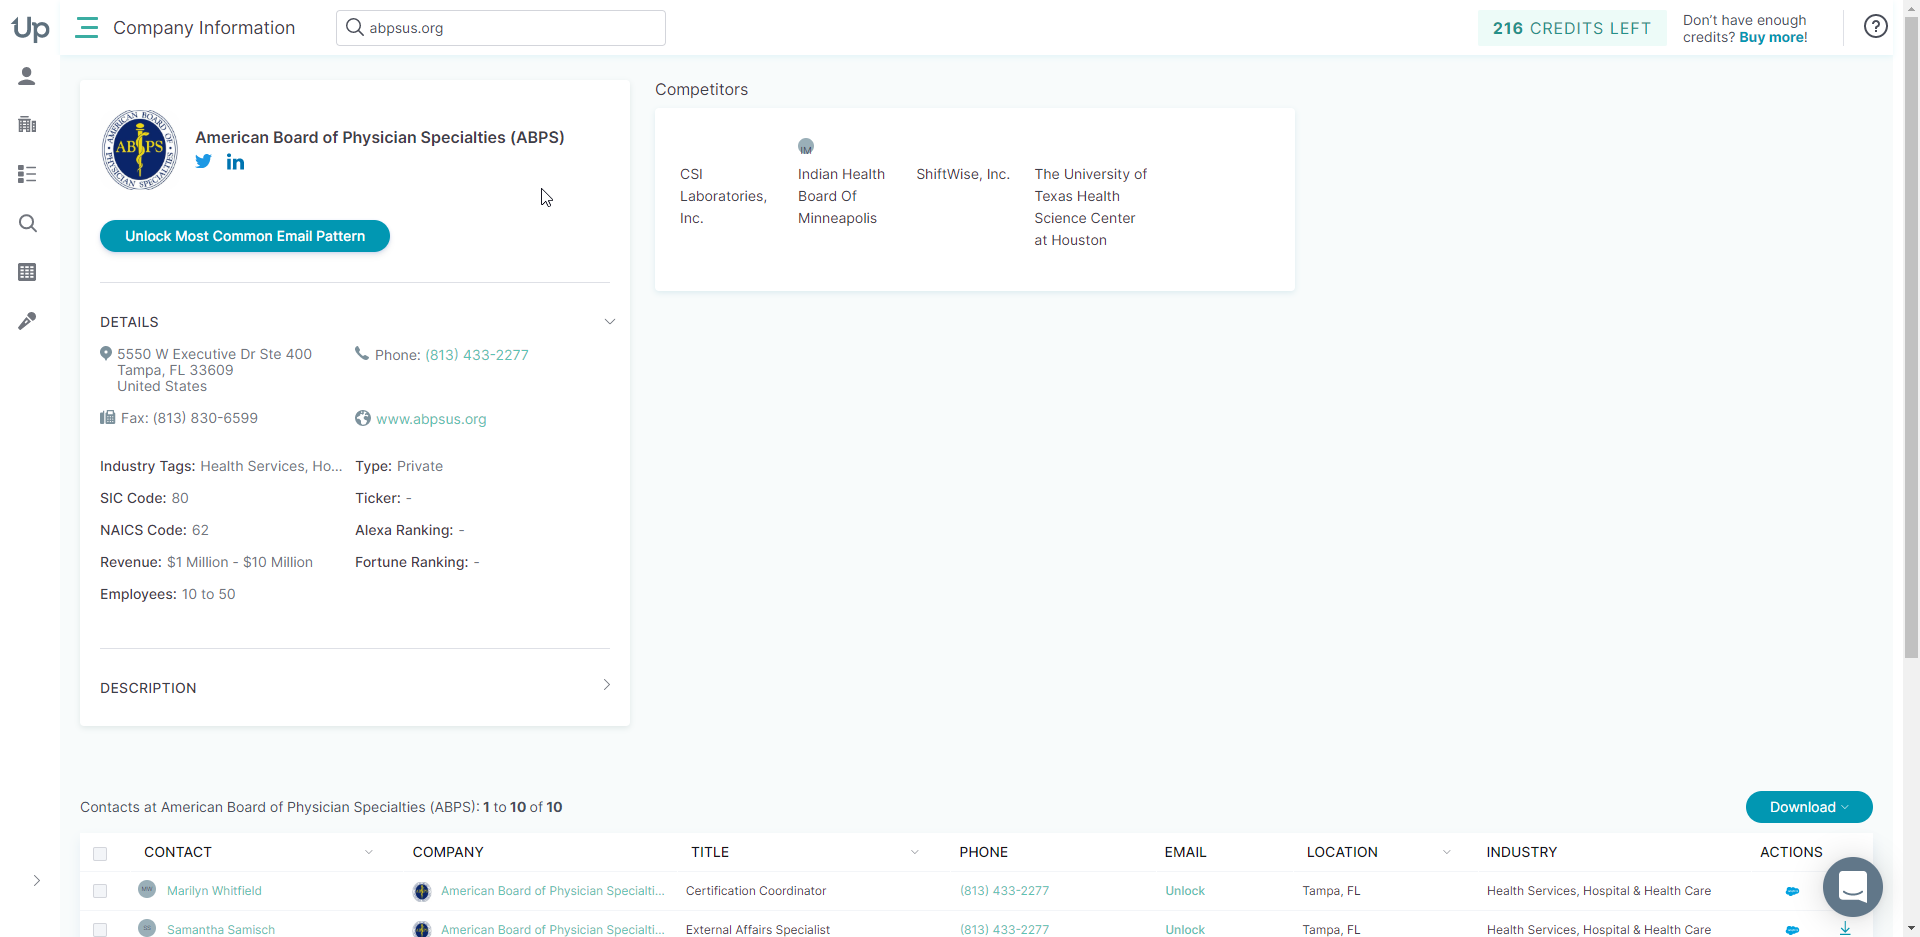 Up
Company Information
abpsus.org
216 CREDITS LEFT
Don't have enough
credits? Buy more!
?
AMERICAN BOARD OF
ABPS
PHYSICIAN SPECIALTIES
American Board of Physician Specialties (ABPS)
Unlock Most Common Email Pattern
DETAILS
5550 W Executive Dr Ste 400
Tampa, FL 33609
United States
Phone: (813) 433-2277
Fax: (813) 830-6599
www.abpsus.org
Industry Tags: Health Services, Ho...
Type: Private
SIC Code: 80
Ticker: -
NAICS Code: 62
Alexa Ranking: -
Revenue: $1 Million - $10 Million
Fortune Ranking: -
Employees: 10 to 50
DESCRIPTION
Competitors
CSI
Laboratories,
Inc.
IM
Indian Health
Board Of
Minneapolis
ShiftWise, Inc.
The University of
Texas Health
Science Center
at Houston
Contacts at American Board of Physician Specialties (ABPS): 1 to 10 of 10
Download
CONTACT COMPANY TITLE PHONE EMAIL LOCATION INDUSTRY ACTIONS
MW Marilyn Whitfield American Board of Physician Specialti... Certification Coordinator (813) 433-2277 Unlock Tampa, FL Health Services, Hospital & Health Care
SS Samantha Samisch American Board of Physician Specialti... External Affairs Specialist (813) 433-2277 Unlock Tampa, FL Health Services, Hospital & Health Care